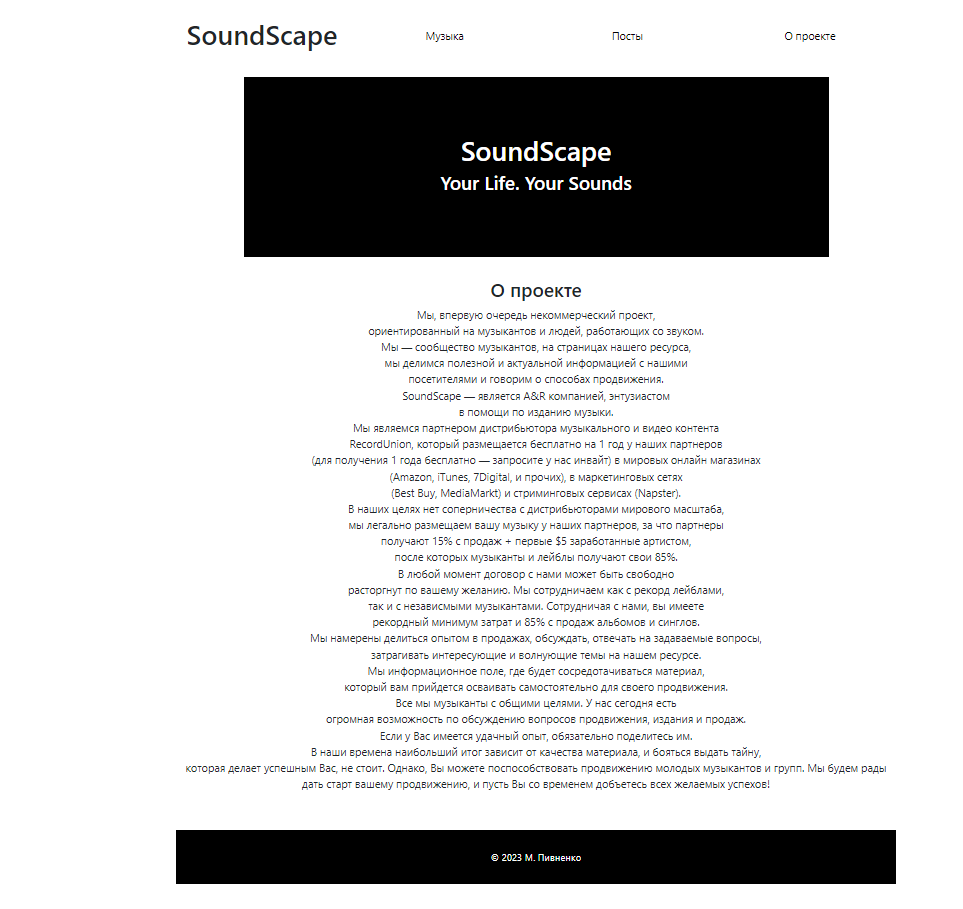 SoundScape Музыка Посты О проекте
SoundScape
Your Life. Your Sounds
О проекте
Мы, впервую очередь некоммерческий проект,
ориентированный на музыкантов и людей, работающих со звуком.
Мы — сообщество музыкантов, на страницах нашего ресурса,
мы делимся полезной и актуальной информацией с нашими
посетителями и говорим о способах продвижения.
SoundScape — является A&R компанией, энтузиастом
в помощи по изданию музыки.
Мы являемся партнером дистрибьютора музыкального и видео контента
RecordUnion, который размещается бесплатно на 1 год у наших партнеров
(для получения 1 года бесплатно — запросите у нас инвайт) в мировых онлайн магазинах
(Amazon, iTunes, 7Digital, и прочих), в маркетинговых сетях
(Best Buy, MediaMarkt) и стриминговых сервисах (Napster).
В наших целях нет соперничества с дистрибьюторами мирового масштаба,
мы легально размещаем вашу музыку у наших партнеров, за что партнеры
получают 15% с продаж + первые $5 заработанные артистом,
после которых музыканты и лейблы получают свои 85%.
В любой момент договор с нами может быть свободно
расторгнут по вашему желанию. Мы сотрудничаем как с рекорд лейблами,
так и с независмыми музыкантами. Сотрудничая с нами, вы имеете
рекордный минимум затрат и 85% с продаж альбомов и синглов.
Мы намерены делиться опытом в продажах, обсуждать, отвечать на задаваемые вопросы,
затрагивать интересующие и волнующие темы на нашем ресурсе.
Мы информационное поле, где будет сосредотачиваться материал,
который вам прийдется осваивать самостоятельно для своего продвижения.
Все мы музыканты с общими целями. У нас сегодня есть
огромная возможность по обсуждению вопросов продвижения, издания и продаж.
Если у Вас имеется удачный опыт, обязательно поделитесь им.
В наши времена наибольший итог зависит от качества материала, и бояться выдать тайну,
которая делает успешным Вас, не стоит. Однако, Вы можете поспособствовать продвижению молодых музыкантов и групп. Мы будем рады
дать старт вашему продвижению, и пусть Вы со временем добъетесь всех желаемых успехов!
© 2023 М. Пивненко